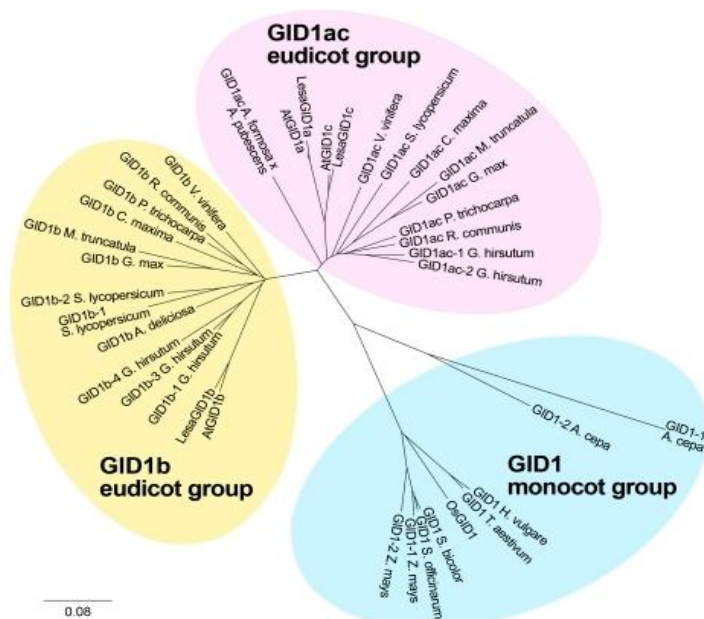 GID1ac
eudicot group
GID1ac A. formosa x
A. pubescens
LesaGID1a
AtGID1a
AtGID1c
LesaGID1c
GID1ac V. vinifera
GID1ac S. lycopersicum
GID1ac C. maxima
GID1ac M. truncatula
GID1ac G. max
GID1ac P. trichocarpa
GID1ac R. communis
GID1ac-1 G. hirsutum
GID1ac-2 G. hirsutum
GID1b V. vinifera
GID1b R. communis
GID1b P. trichocarpa
GID1b C. maxima
GID1b M. truncatula
GID1b G. max
GID1b-2 S. lycopersicum
GID1b-1
S. lycopersicum
GID1b A. deliciosa
GID1b-4 G. hirsutum
GID1b-3 G. hirsutum
GID1b-1 G. hirsutum
LesaGID1b
AtGID1b
GID1b
eudicot group
GID1-2 A. cepa
GID1-1
A. cepa
GID1
monocot group
GID1 H. vulgare
GID1 T. aestivum
OsGID1
GID1 S. bicolor
GID1 S. officinarum
GID1-1 Z. mays
GID1-2 Z. mays
0.08